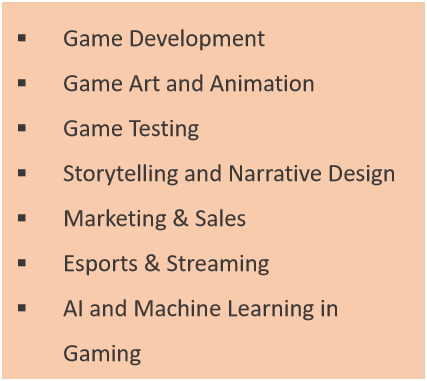 ▪ Game Development
▪ Game Art and Animation
▪ Game Testing
▪ Storytelling and Narrative Design
▪ Marketing & Sales
▪ Esports & Streaming
▪ AI and Machine Learning in
Gaming